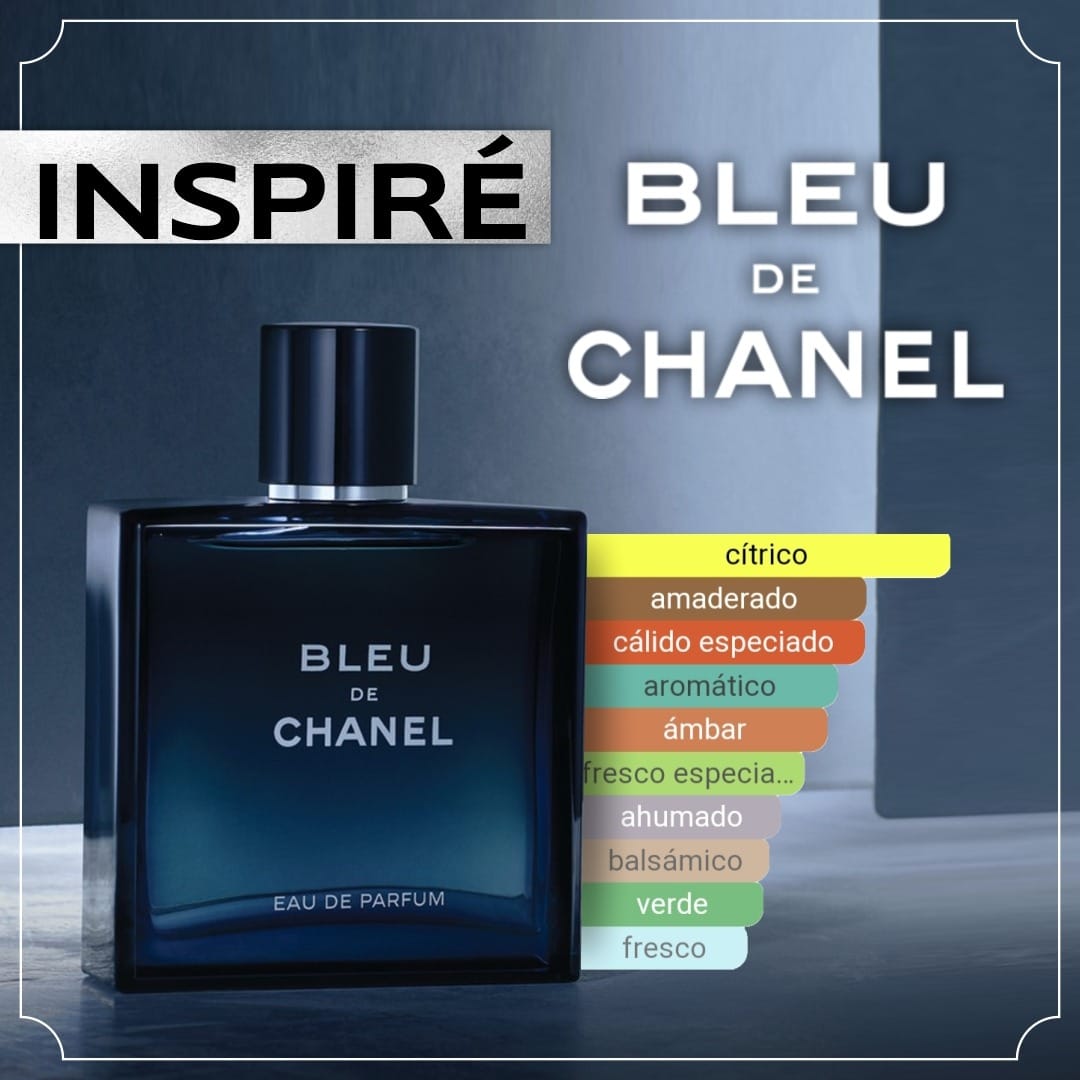 INSPIRÉ
BLEU
DE
CHANEL
BLEU
DE
CHANEL
EAU DE PARFUM
cítrico
amaderado
cálido especiado
aromático
ámbar
fresco especia...
ahumado
balsámico
verde
fresco